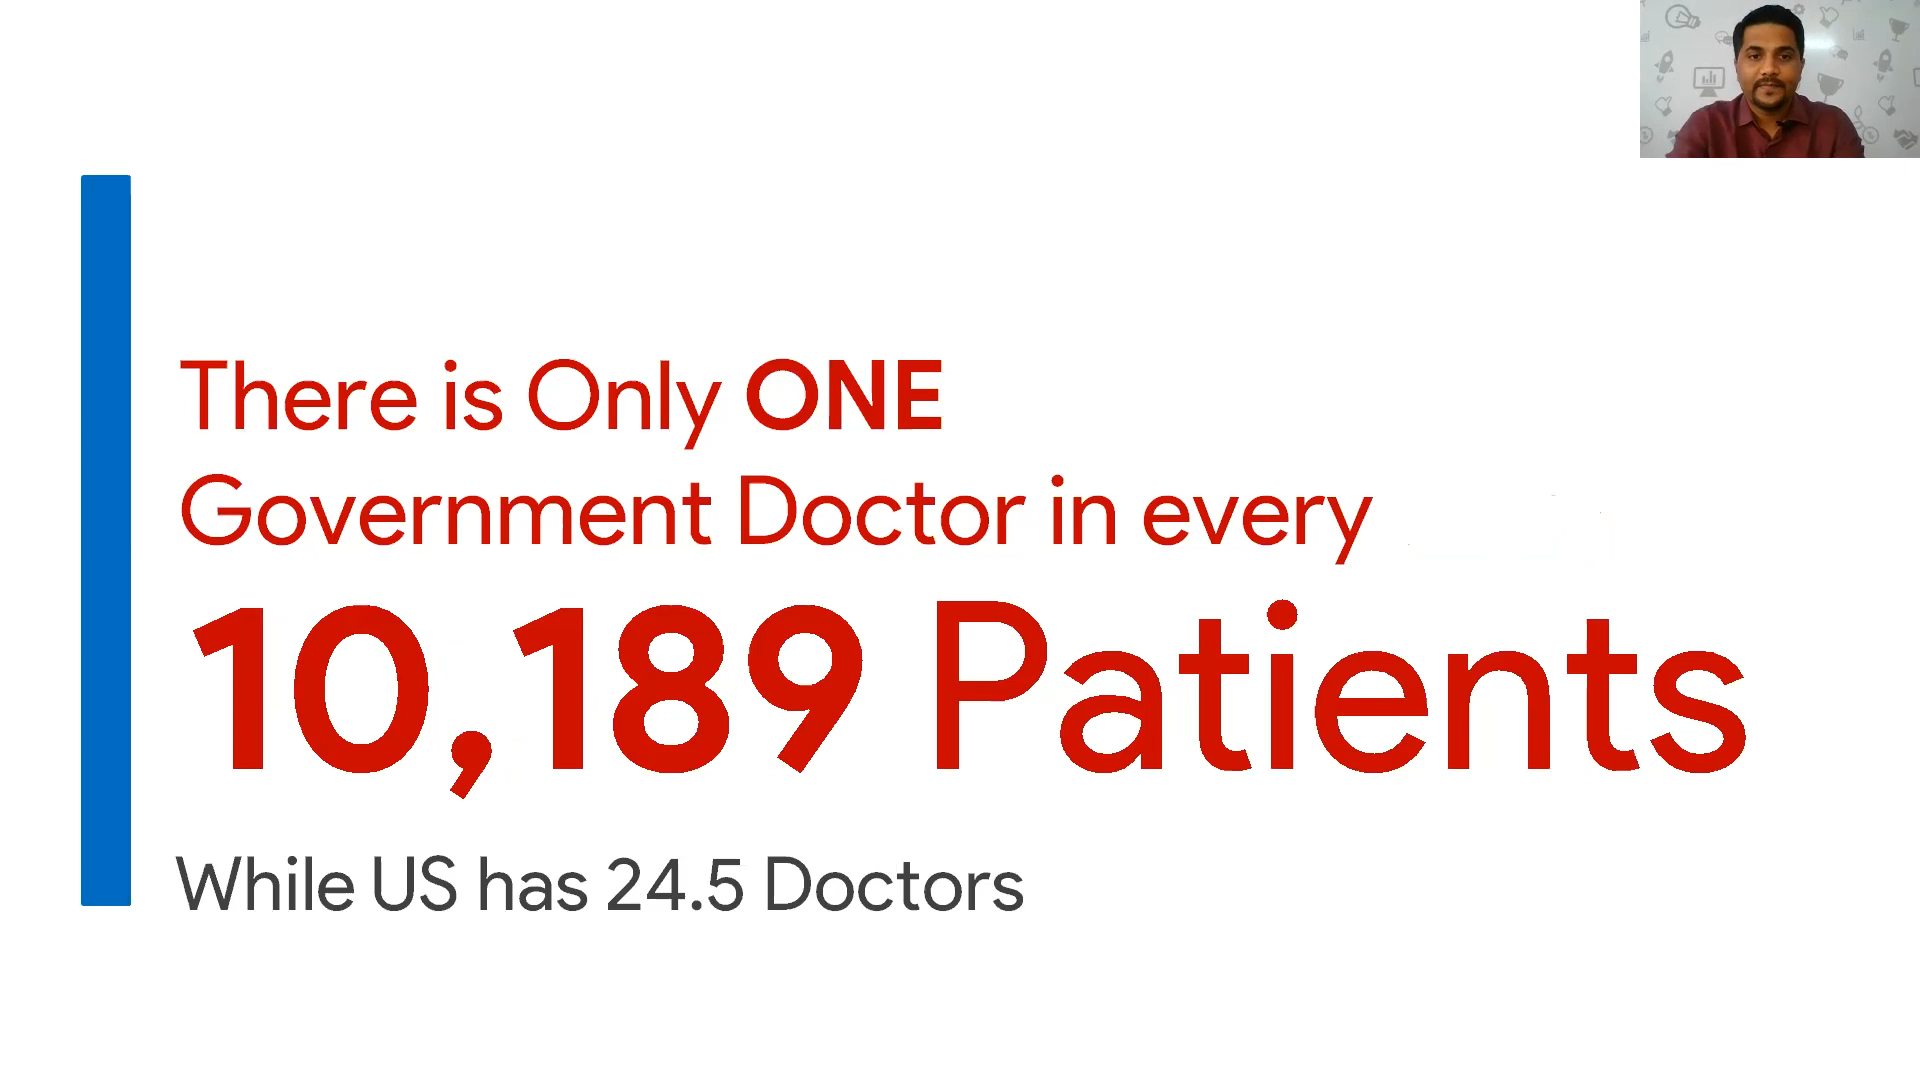 There is Only ONE
Government Doctor in every
10,189 Patients
While US has 24.5 Doctors